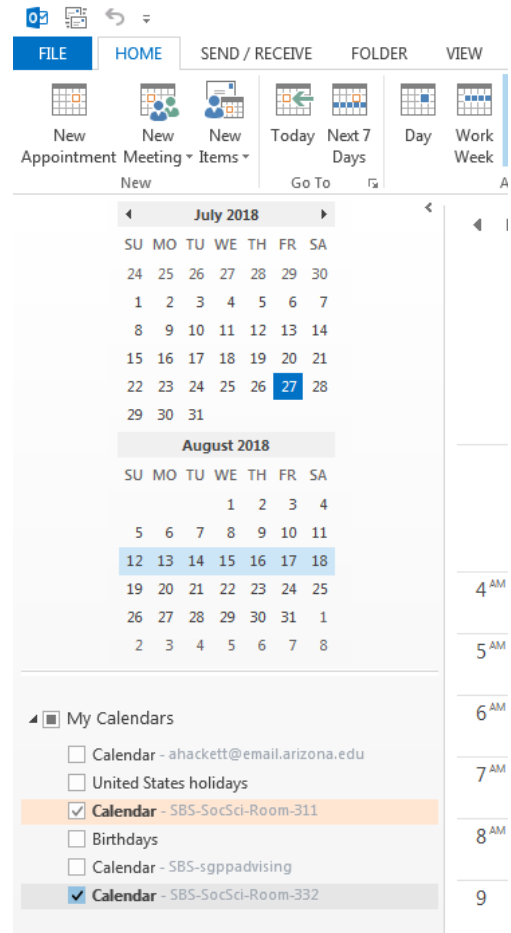 FILE HOME SEND / RECEIVE FOLDER VIEW
New Appointment New Meeting New Items Today Next 7 Days Day Work Week
New Go To
July 2018
SU MO TU WE TH FR SA
24 25 26 27 28 29 30
1 2 3 4 5 6 7
8 9 10 11 12 13 14
15 16 17 18 19 20 21
22 23 24 25 26 27 28
29 30 31
August 2018
SU MO TU WE TH FR SA
1 2 3 4
5 6 7 8 9 10 11
12 13 14 15 16 17 18
19 20 21 22 23 24 25
26 27 28 29 30 31 1
2 3 4 5 6 7 8
4 AM
5 AM
6 AM
7 AM
8 AM
9
My Calendars
Calendar - ahackett@email.arizona.edu
United States holidays
Calendar - SBS-SocSci-Room-311
Birthdays
Calendar - SBS-sgppadvising
Calendar - SBS-SocSci-Room-332